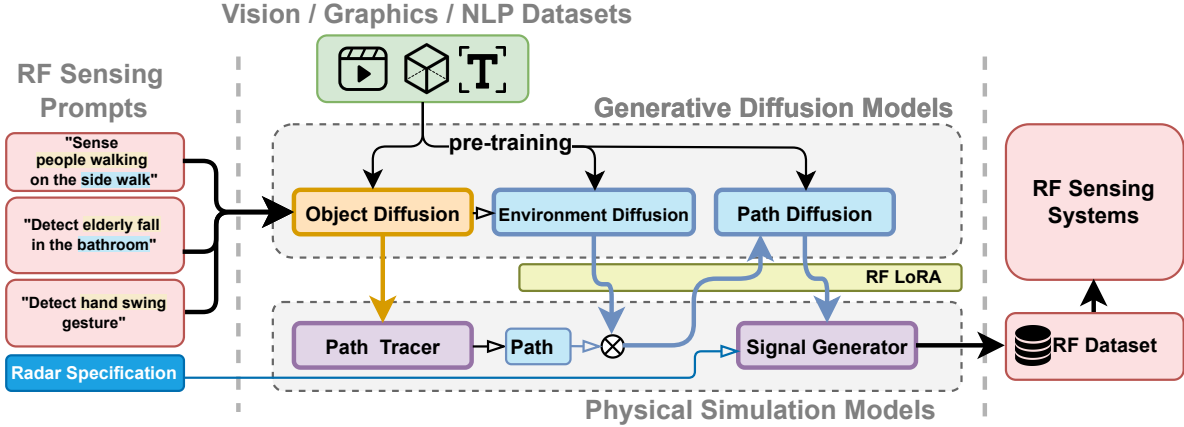 Vision / Graphics / NLP Datasets
RF Sensing
Prompts
"Sense
people walking
on the side walk"
"Detect elderly fall
in the bathroom"
"Detect hand swing
gesture"
Radar Specification
T
Generative Diffusion Models
pre-training
Object Diffusion
Environment Diffusion
Path Diffusion
RF LoRA
Path Tracer
Path
Signal Generator
Physical Simulation Models
RF Sensing
Systems
RF Dataset